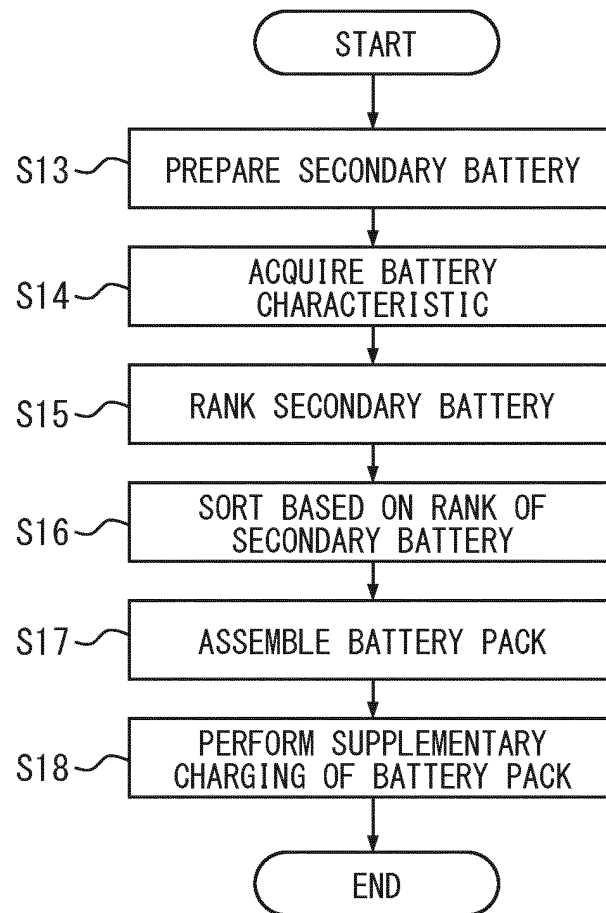 START
S13
PREPARE SECONDARY BATTERY
S14
ACQUIRE BATTERY
CHARACTERISTIC
S15
RANK SECONDARY BATTERY
S16
SORT BASED ON RANK OF
SECONDARY BATTERY
S17
ASSEMBLE BATTERY PACK
S18
PERFORM SUPPLEMENTARY
CHARGING OF BATTERY PACK
END